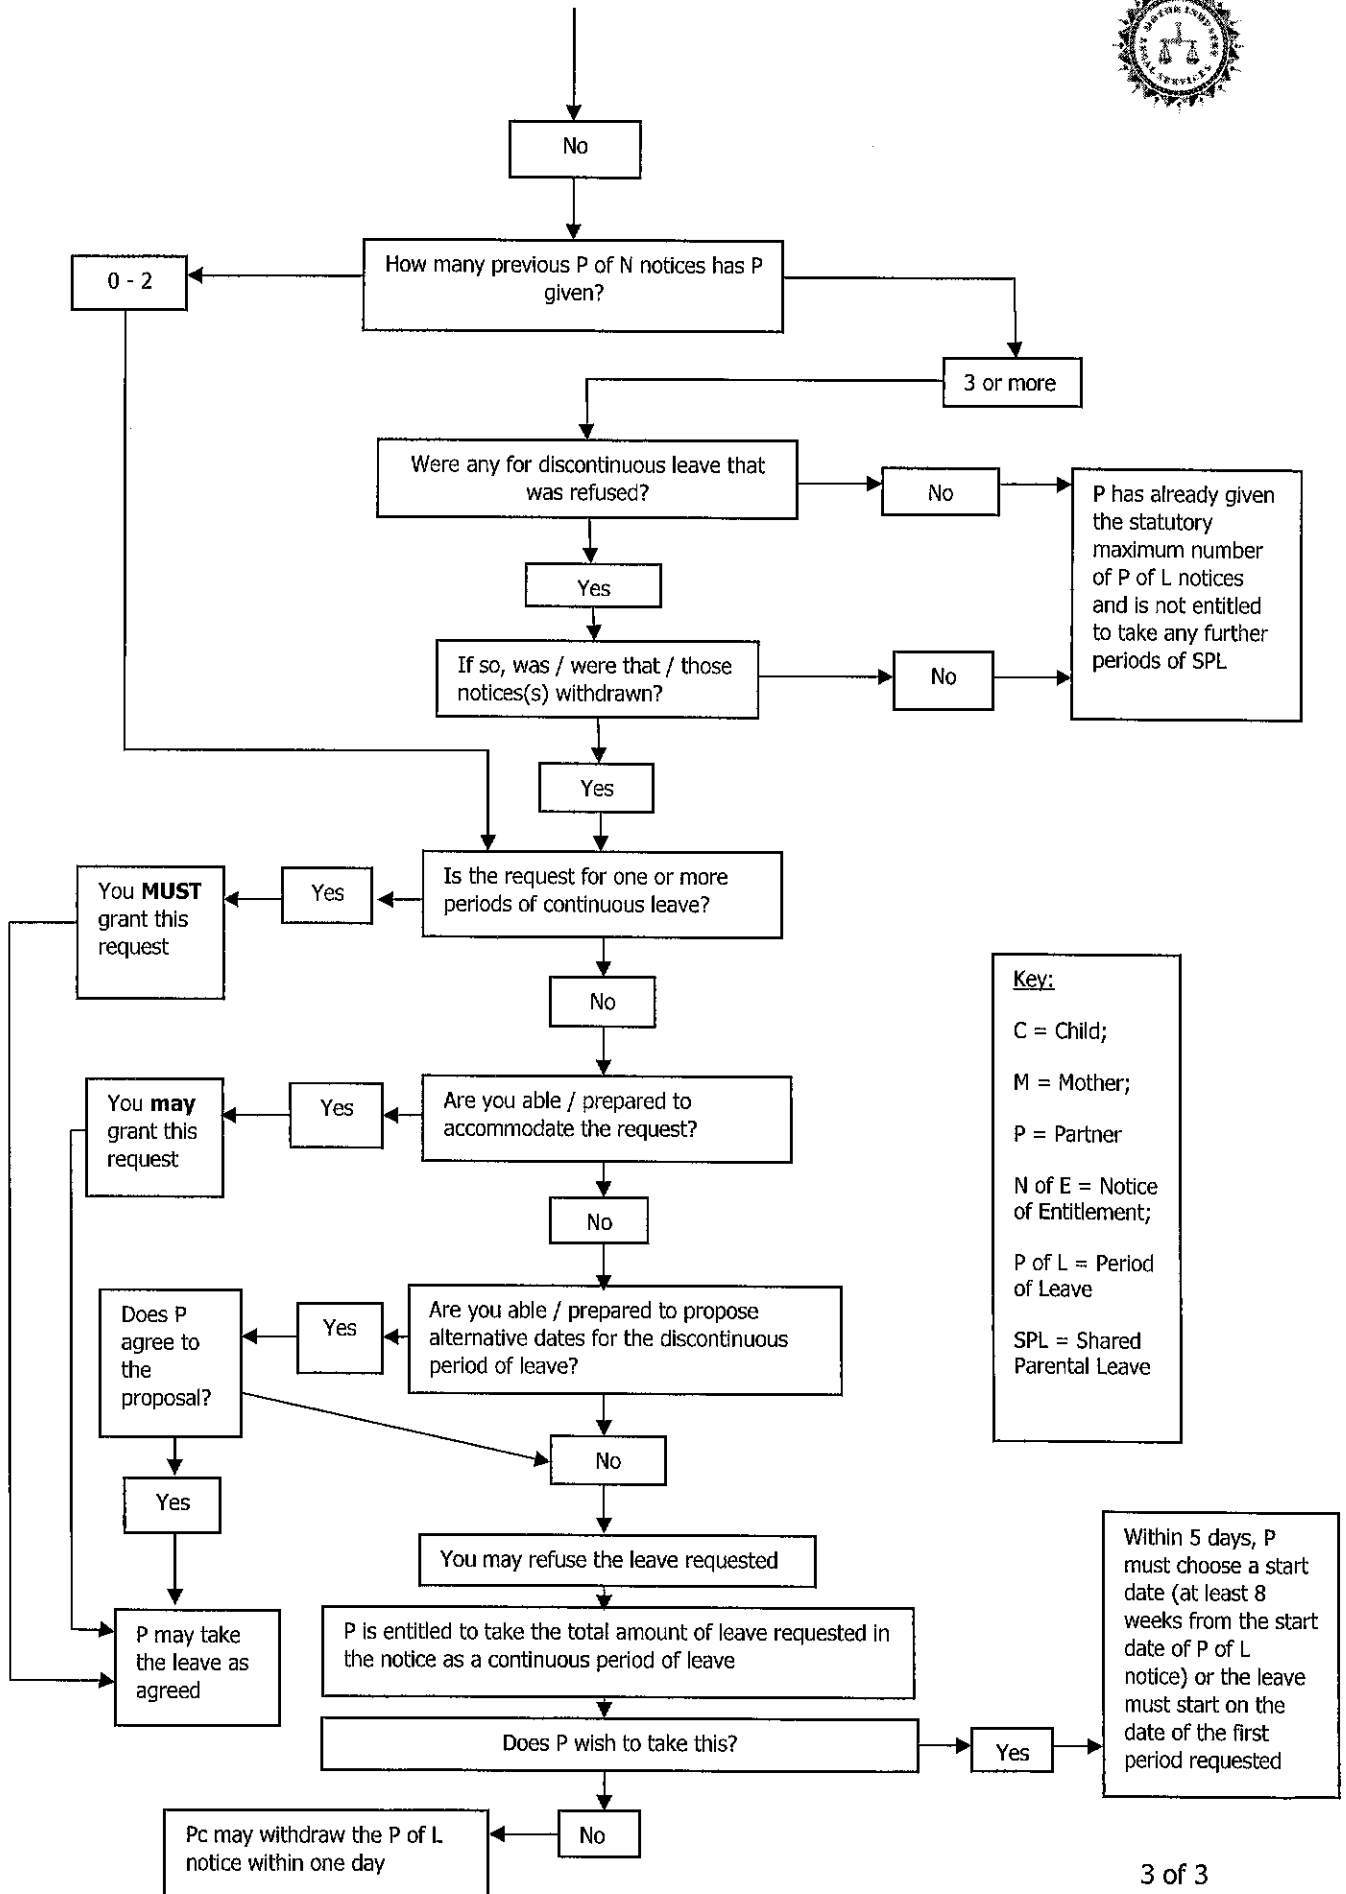 MOTOR INDUSTRY
No
How many previous P of N notices has P
given?
0 - 2
3 or more
Were any for discontinuous leave that
was refused?
No
P has already given
the statutory
maximum number
of P of L notices
and is not entitled
to take any further
periods of SPL
Yes
If so, was / were that / those
notices(s) withdrawn?
No
Yes
Is the request for one or more
periods of continuous leave?
Yes
You MUST
grant this
request
No
Key:
C = Child;
M = Mother;
P = Partner
N of E = Notice
of Entitlement;
P of L = Period
of Leave
SPL = Shared
Parental Leave
Are you able / prepared to
accommodate the request?
Yes
You may
grant this
request
No
Are you able / prepared to propose
alternative dates for the discontinuous
period of leave?
Yes
Does P
agree to
the
proposal?
No
Yes
You may refuse the leave requested
P may take
the leave as
agreed
P is entitled to take the total amount of leave requested in
the notice as a continuous period of leave
Does P wish to take this?
Yes
Within 5 days, P
must choose a start
date (at least 8
weeks from the start
date of P of L
notice) or the leave
must start on the
date of the first
period requested
No
Pc may withdraw the P of L
notice within one day
3 of 3